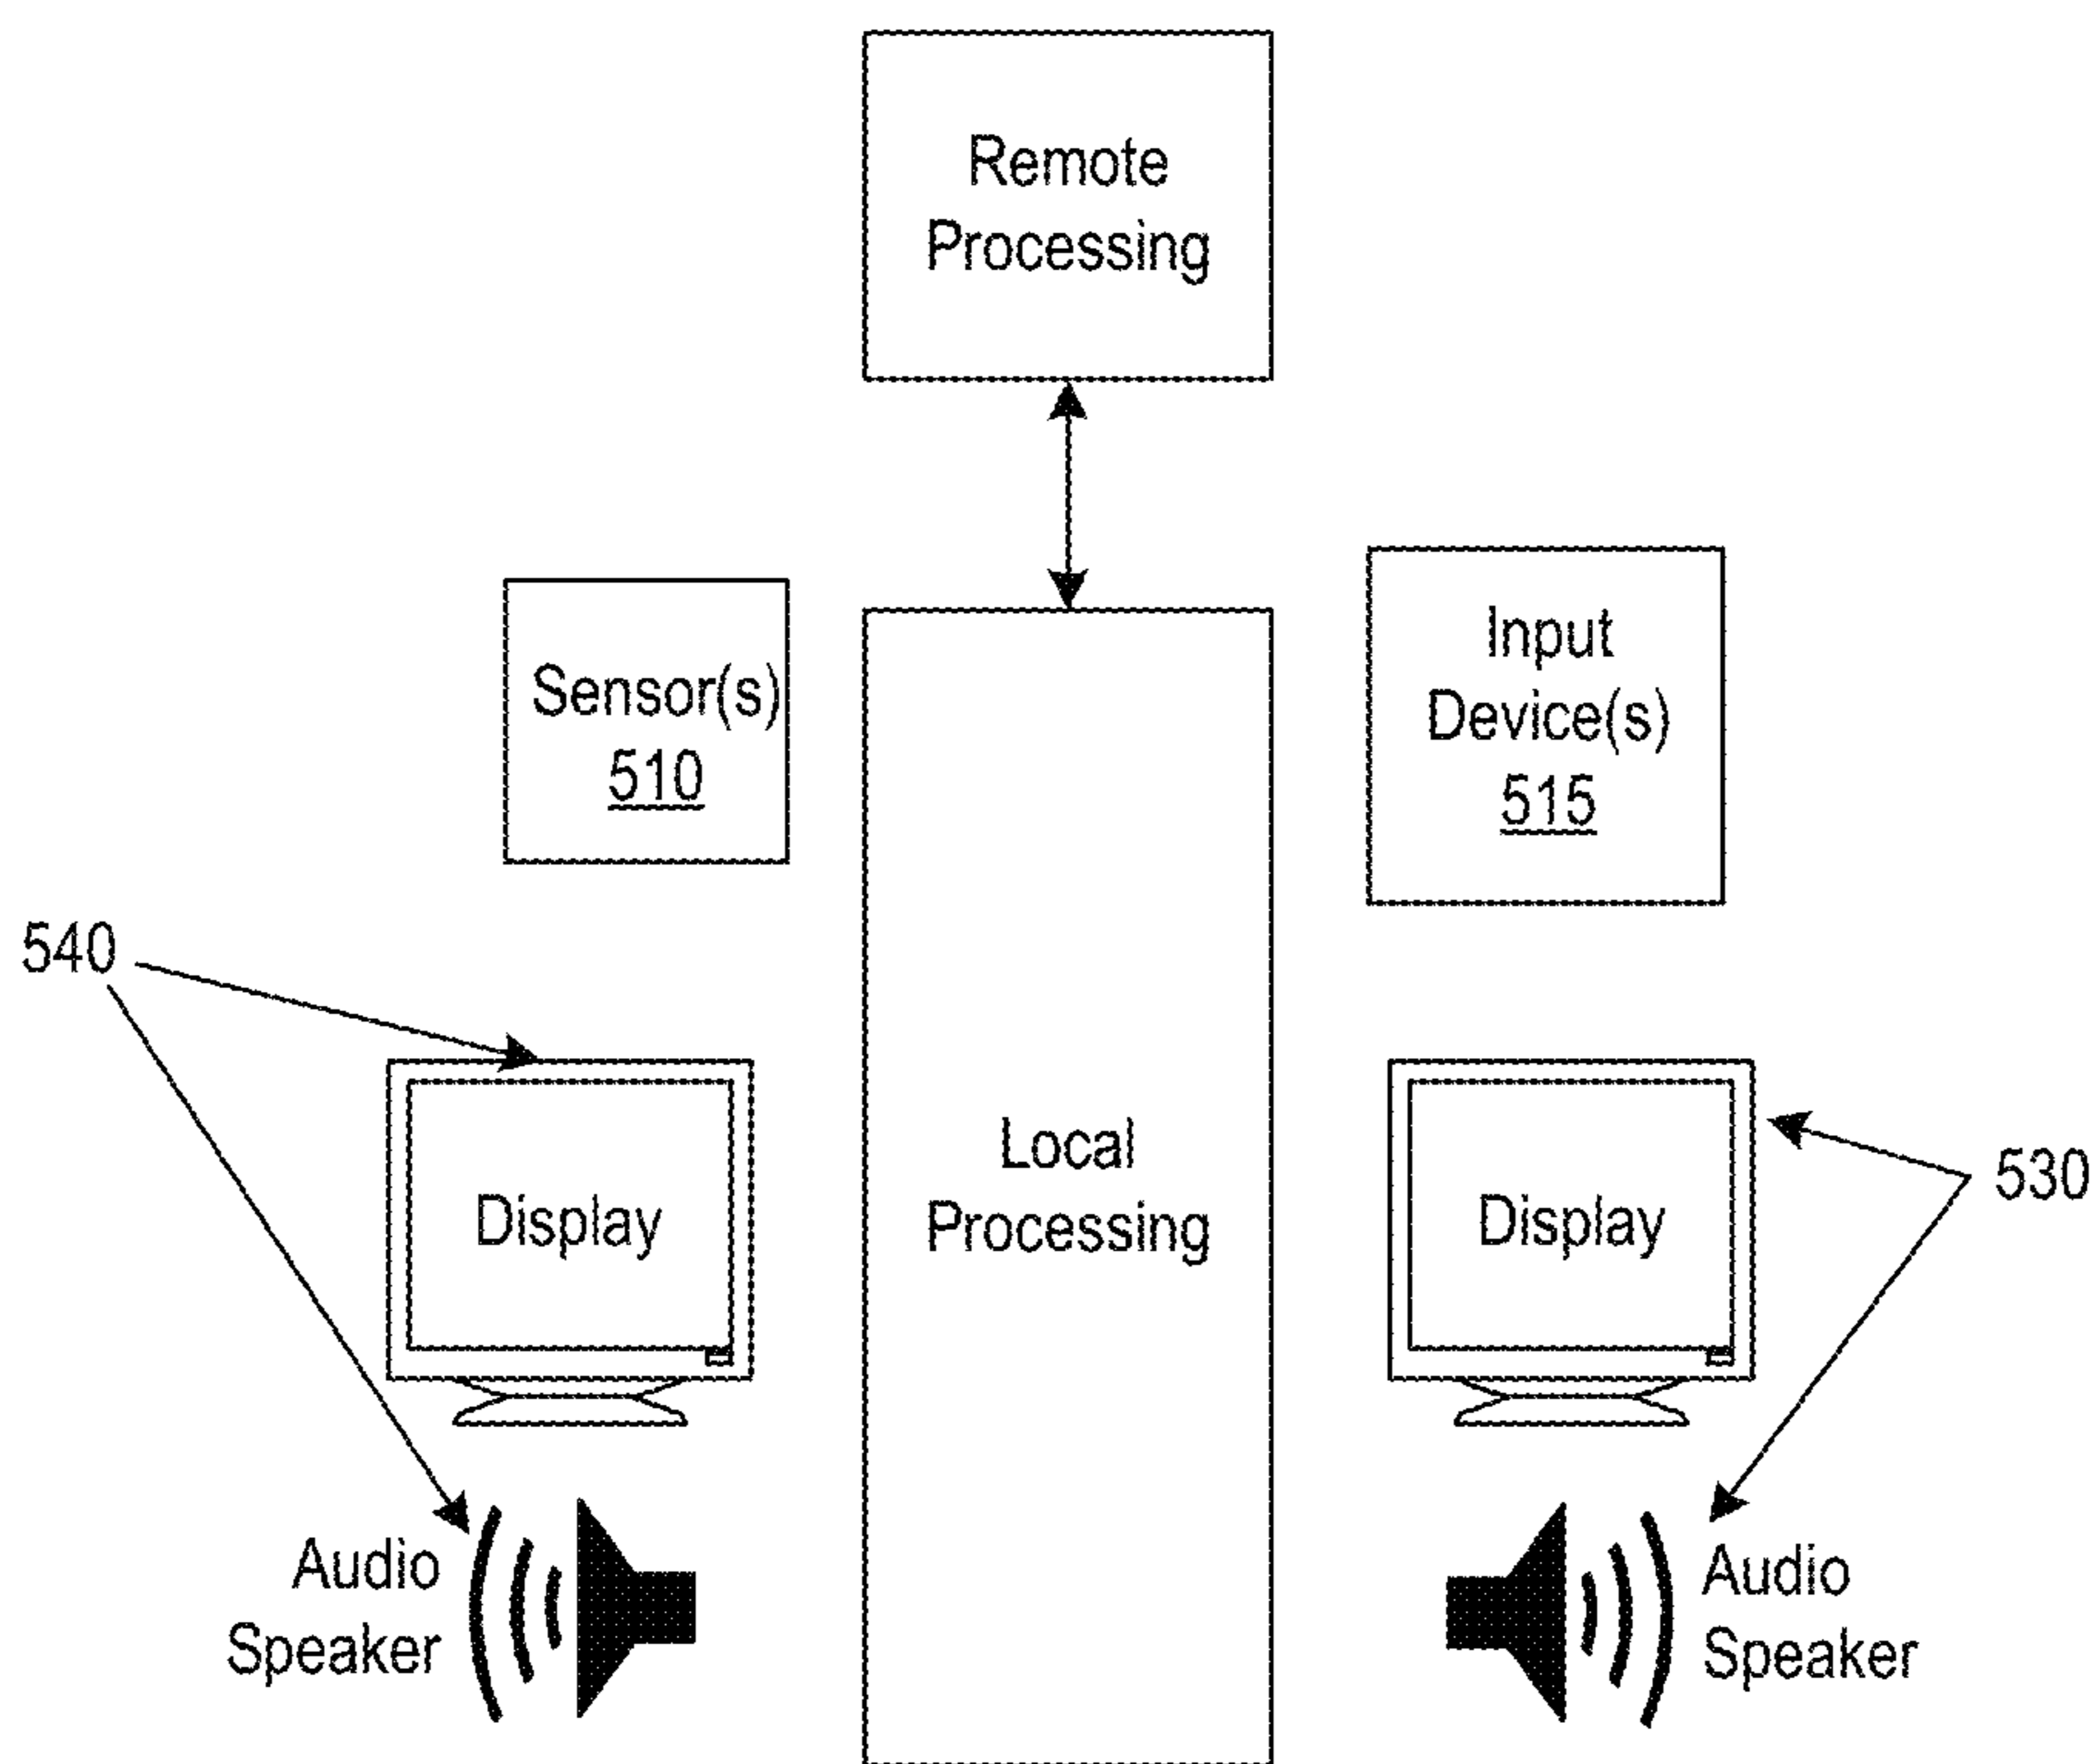 Remote
Processing
Sensor(s)
510
Input
Device(s)
515
540
Local
Processing
530
Display
Display
Audio
Speaker
Audio
Speaker